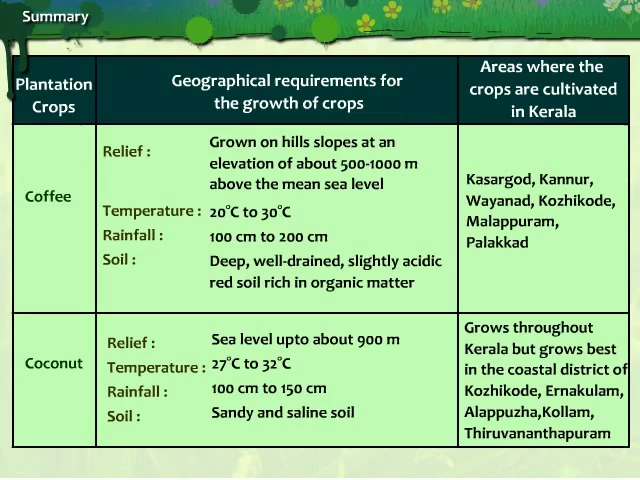 Summary
Plantation
Crops
Geographical requirements for
the growth of crops
Areas where the
crops are cultivated
in Kerala
Coffee
Relief : Grown on hills slopes at an
elevation of about 500-1000 m
above the mean sea level
Temperature : 20°C to 30°C
Rainfall : 100 cm to 200 cm
Soil : Deep, well-drained, slightly acidic
red soil rich in organic matter
Kasargod, Kannur,
Wayanad, Kozhikode,
Malappuram,
Palakkad
Coconut
Relief : Sea level upto about 900 m
Temperature : 27°C to 32°C
Rainfall : 100 cm to 150 cm
Soil : Sandy and saline soil
Grows throughout
Kerala but grows best
in the coastal district of
Kozhikode, Ernakulam,
Alappuzha,Kollam,
Thiruvananthapuram